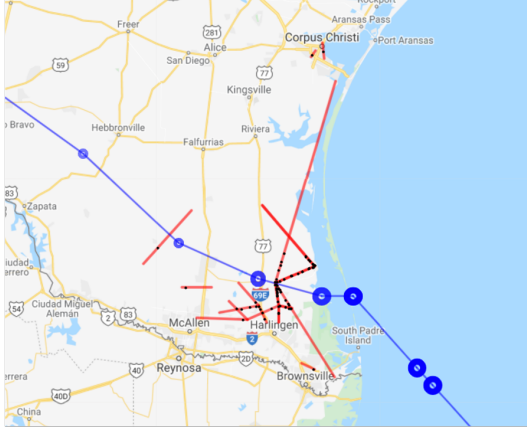 Rockport
Aransas Pass
Freer
281
Corpus Christi
Port Aransas
Alice
San Diego
59
77
Kingsville
o Bravo
Hebbronville
Riviera
Falfurrias
83
Zapata
77
Ciudad
errero
69E
Ciudad Miguel
Alemán
54
2
83
McAllen
Harlingen
2
South Padre
Island
Reynosa
2D
40
Brownsville
errera
40D
China